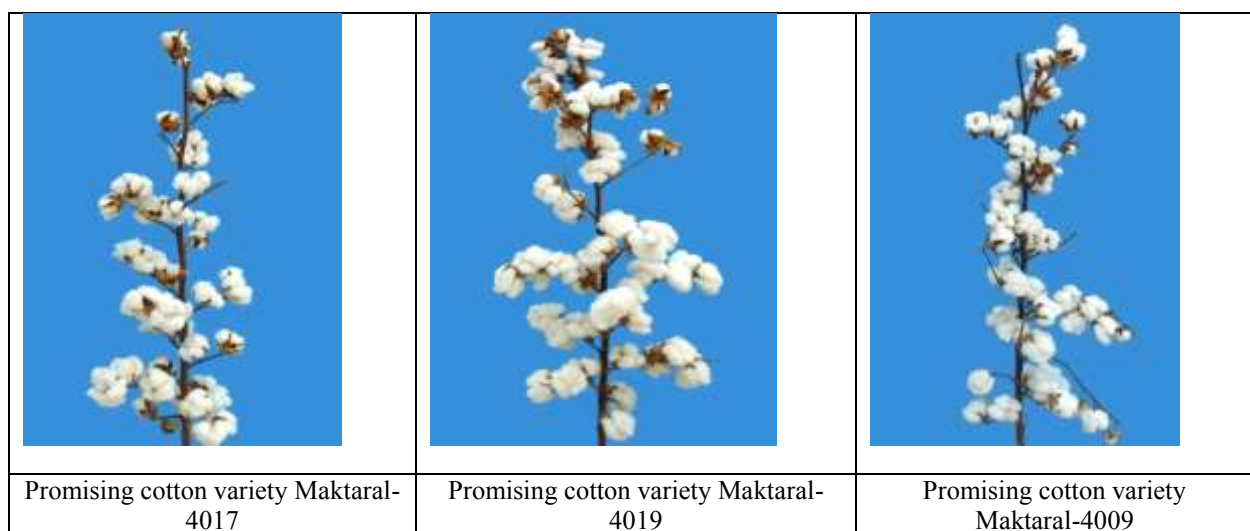 Promising cotton variety Maktaral-
4017
Promising cotton variety Maktaral-
4019
Promising cotton variety
Maktaral-4009